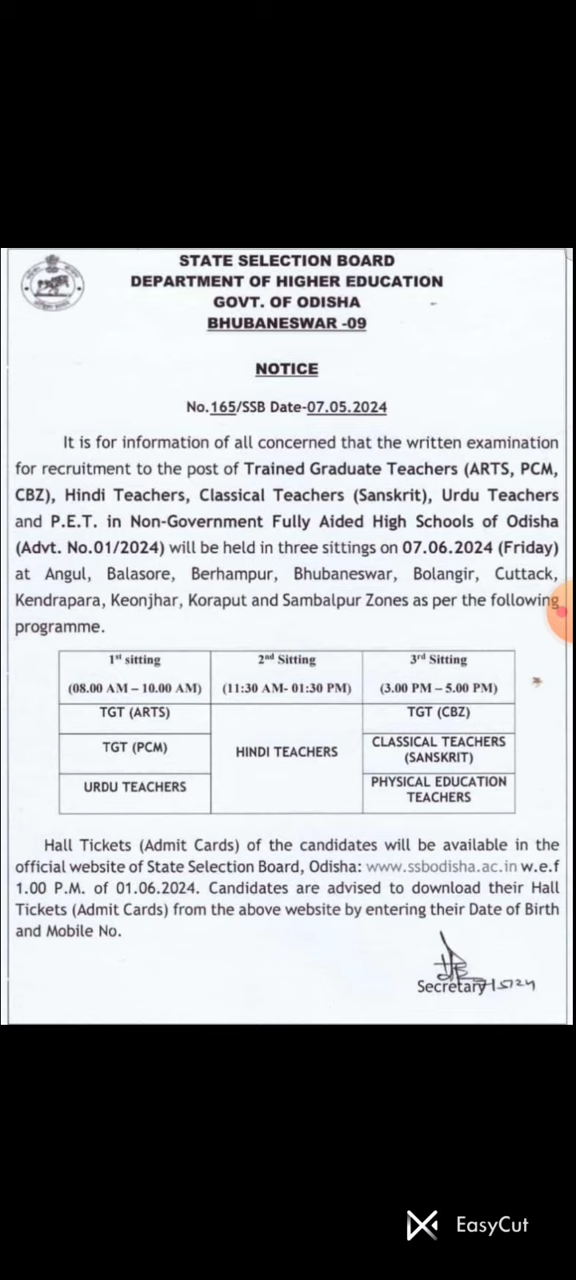 STATE SELECTION BOARD
DEPARTMENT OF HIGHER EDUCATION
GOVT. OF ODISHA
BHUBANESWAR -09
NOTICE
No.165/SSB Date-07.05.2024
It is for information of all concerned that the written examination
for recruitment to the post of Trained Graduate Teachers (ARTS, PCM,
CBZ), Hindi Teachers, Classical Teachers (Sanskrit), Urdu Teachers
and P.E.T. in Non-Government Fully Aided High Schools of Odisha
(Advt. No.01/2024) will be held in three sittings on 07.06.2024 (Friday)
at Angul, Balasore, Berhampur, Bhubaneswar, Bolangir, Cuttack,
Kendrapara, Keonjhar, Koraput and Sambalpur Zones as per the following
programme.
1st sitting 2nd Sitting 3rd Sitting
(08.00 AM – 10.00 AM) (11:30 AM- 01:30 PM) (3.00 PM – 5.00 PM)
TGT (ARTS) TGT (CBZ)
TGT (PCM) HINDI TEACHERS CLASSICAL TEACHERS
(SANSKRIT)
URDU TEACHERS PHYSICAL EDUCATION
TEACHERS
Hall Tickets (Admit Cards) of the candidates will be available in the
official website of State Selection Board, Odisha: www.ssbodisha.ac.in w.e.f
1.00 P.M. of 01.06.2024. Candidates are advised to download their Hall
Tickets (Admit Cards) from the above website by entering their Date of Birth
and Mobile No.
Secretary
EasyCut